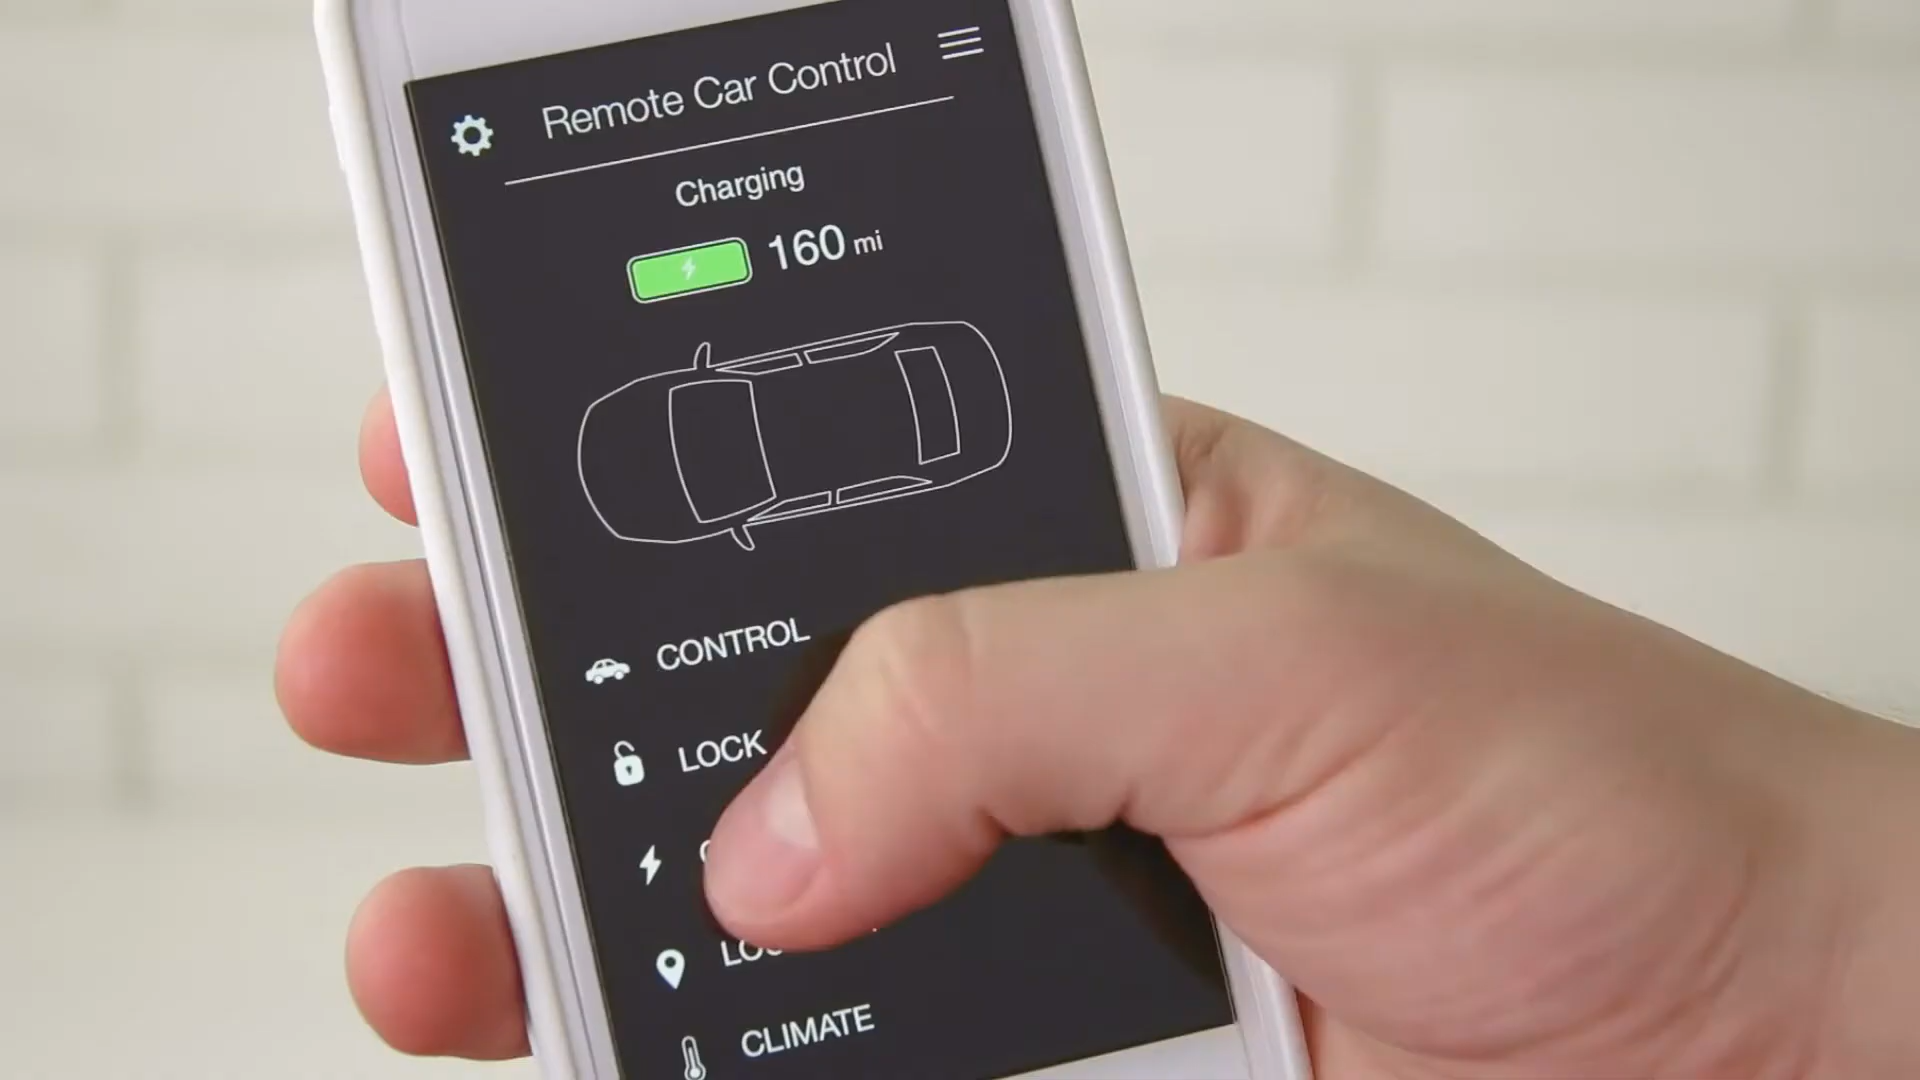 Remote Car Control
Charging
160 mi
CONTROL
LOCK
CLIMATE